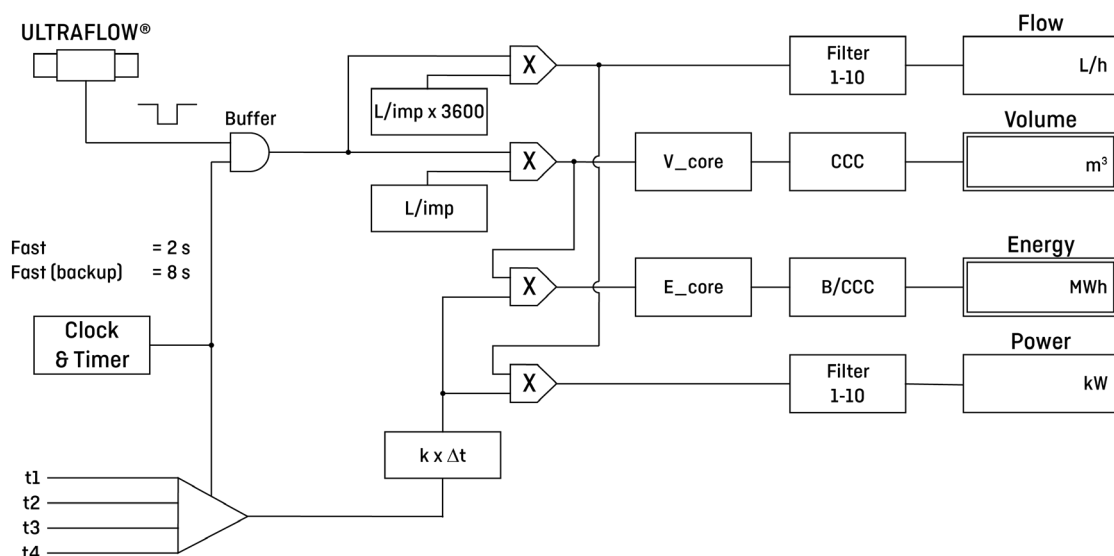 ULTRAFLOW®
Buffer
Fast = 2 s
Fast (backup) = 8 s
Clock
& Timer
t1
t2
t3
t4
L/imp x 3600
L/imp
k x Δt
X
X
X
X
Filter
1-10
Flow
L/h
V_core
CCC
Volume
m³
E_core
B/CCC
Energy
MWh
Filter
1-10
Power
kW